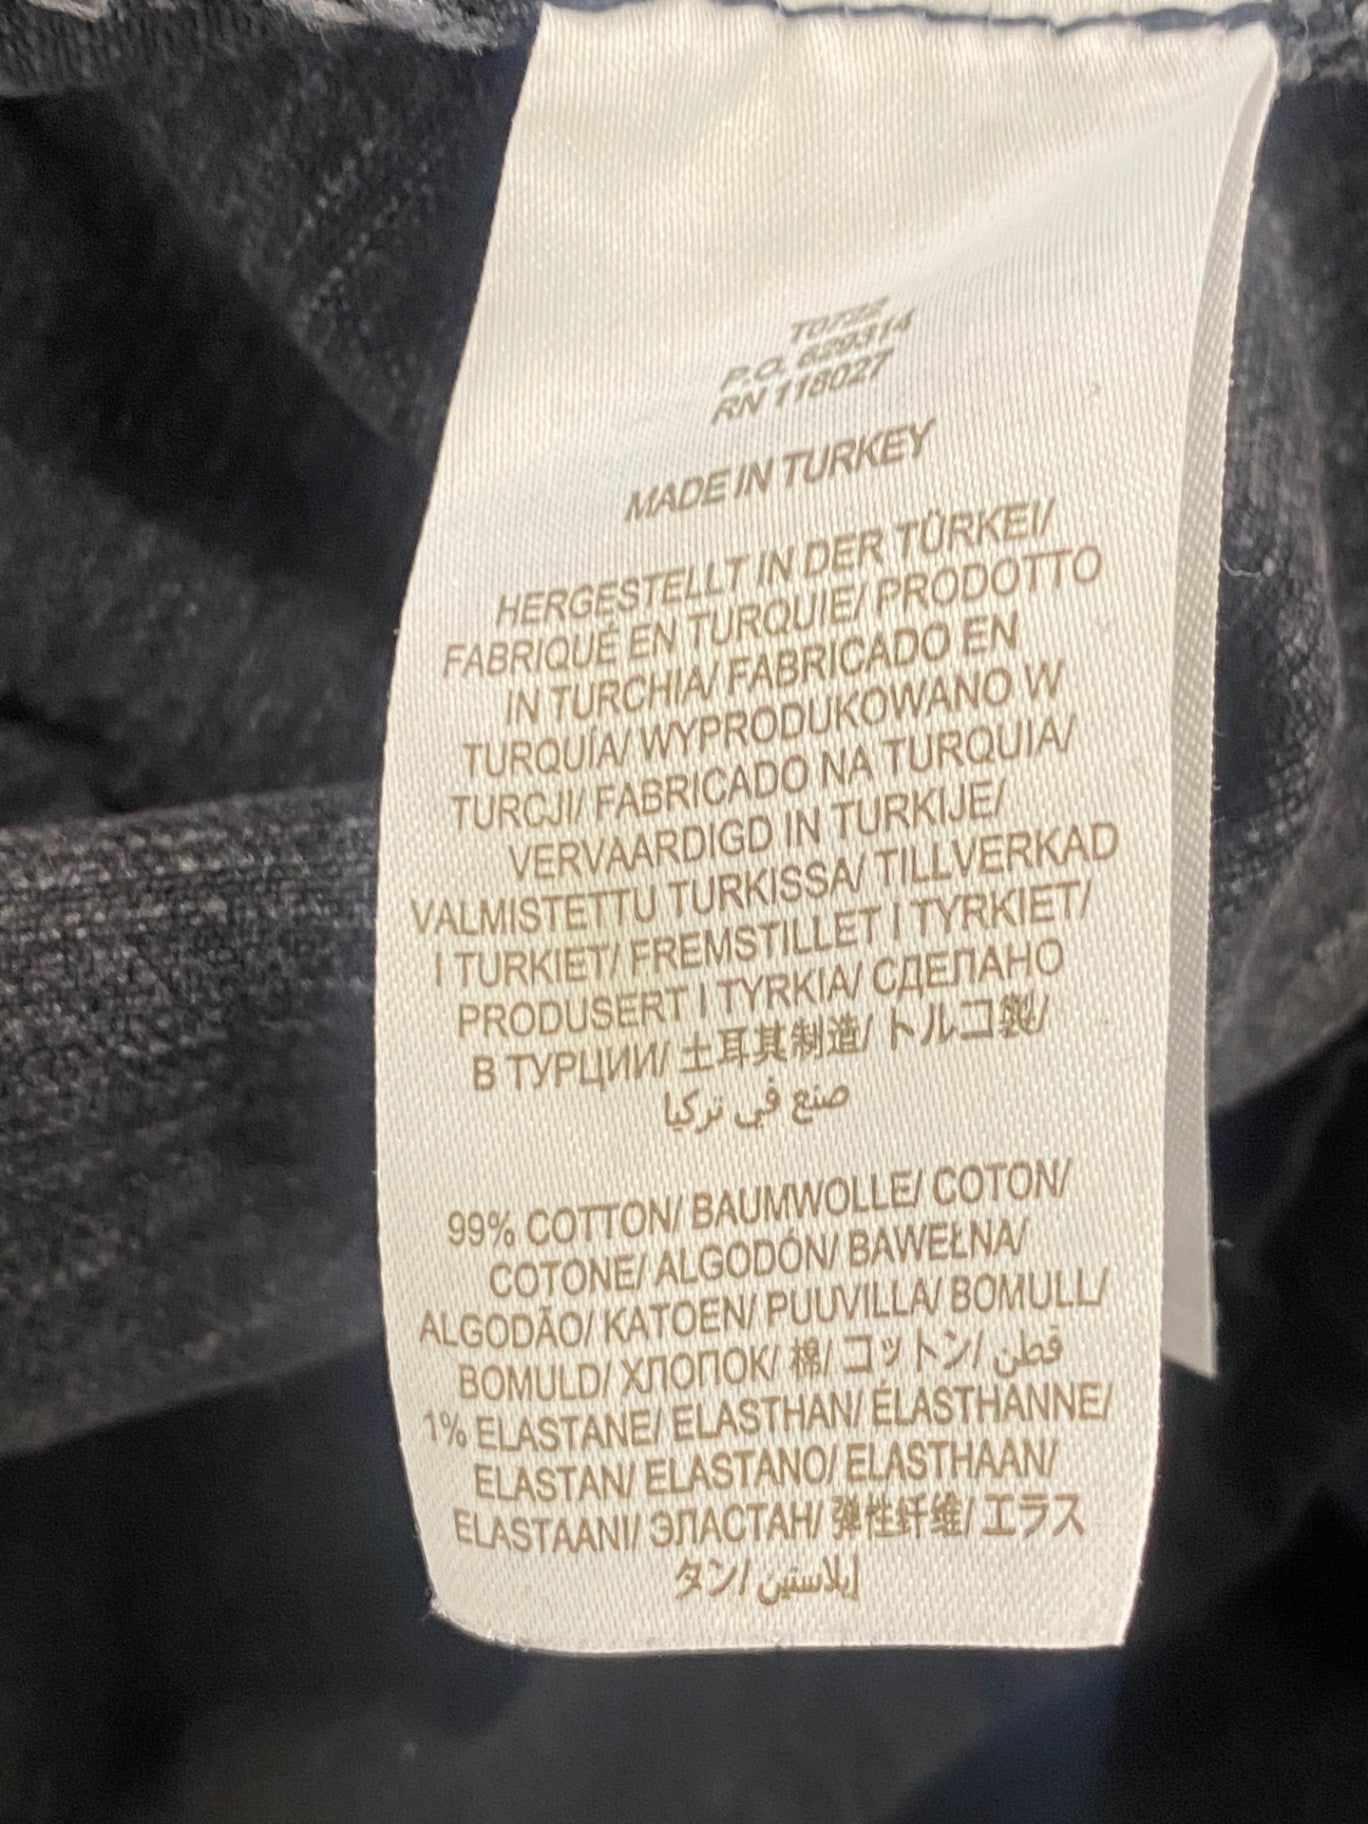 T0722
P.O. 629314
RN 118027
MADE IN TURKEY
HERGESTELLT IN DER TÜRKEI/
FABRIQUÉ EN TURQUIE/ PRODOTTO
IN TURCHIA/ FABRICADO EN
TURQUÍA/ WYPRODUKOWANO W
TURCJI/ FABRICADO NA TURQUIA/
VERVAARDIGD IN TURKIJE/
VALMISTETTU TURKISSA/ TILLVERKAD
I TURKIET/ FREMSTILLET I TYRKIET/
PRODUSERT I TYRKIA/ СДЕЛАНО
В ТУРЦИИ/ 土耳其制造/ トルコ製/
صنع في تركيا
99% COTTON/ BAUMWOLLE/ COTON/
COTONE/ ALGODÓN/ BAWEŁNA/
ALGODÃO/ KATOEN/ PUUVILLA/ BOMULL/
BOMULD/ ХЛОПОК/ 棉/ コットン/ قطن
1% ELASTANE/ ELASTHAN/ ÉLASTHANNE/
ELASTAN/ ELASTANO/ ELASTHAAN/
ELASTAANI/ ЭЛАСТАН/ 弹性纤维/ エラス
タン/ إيلاستين